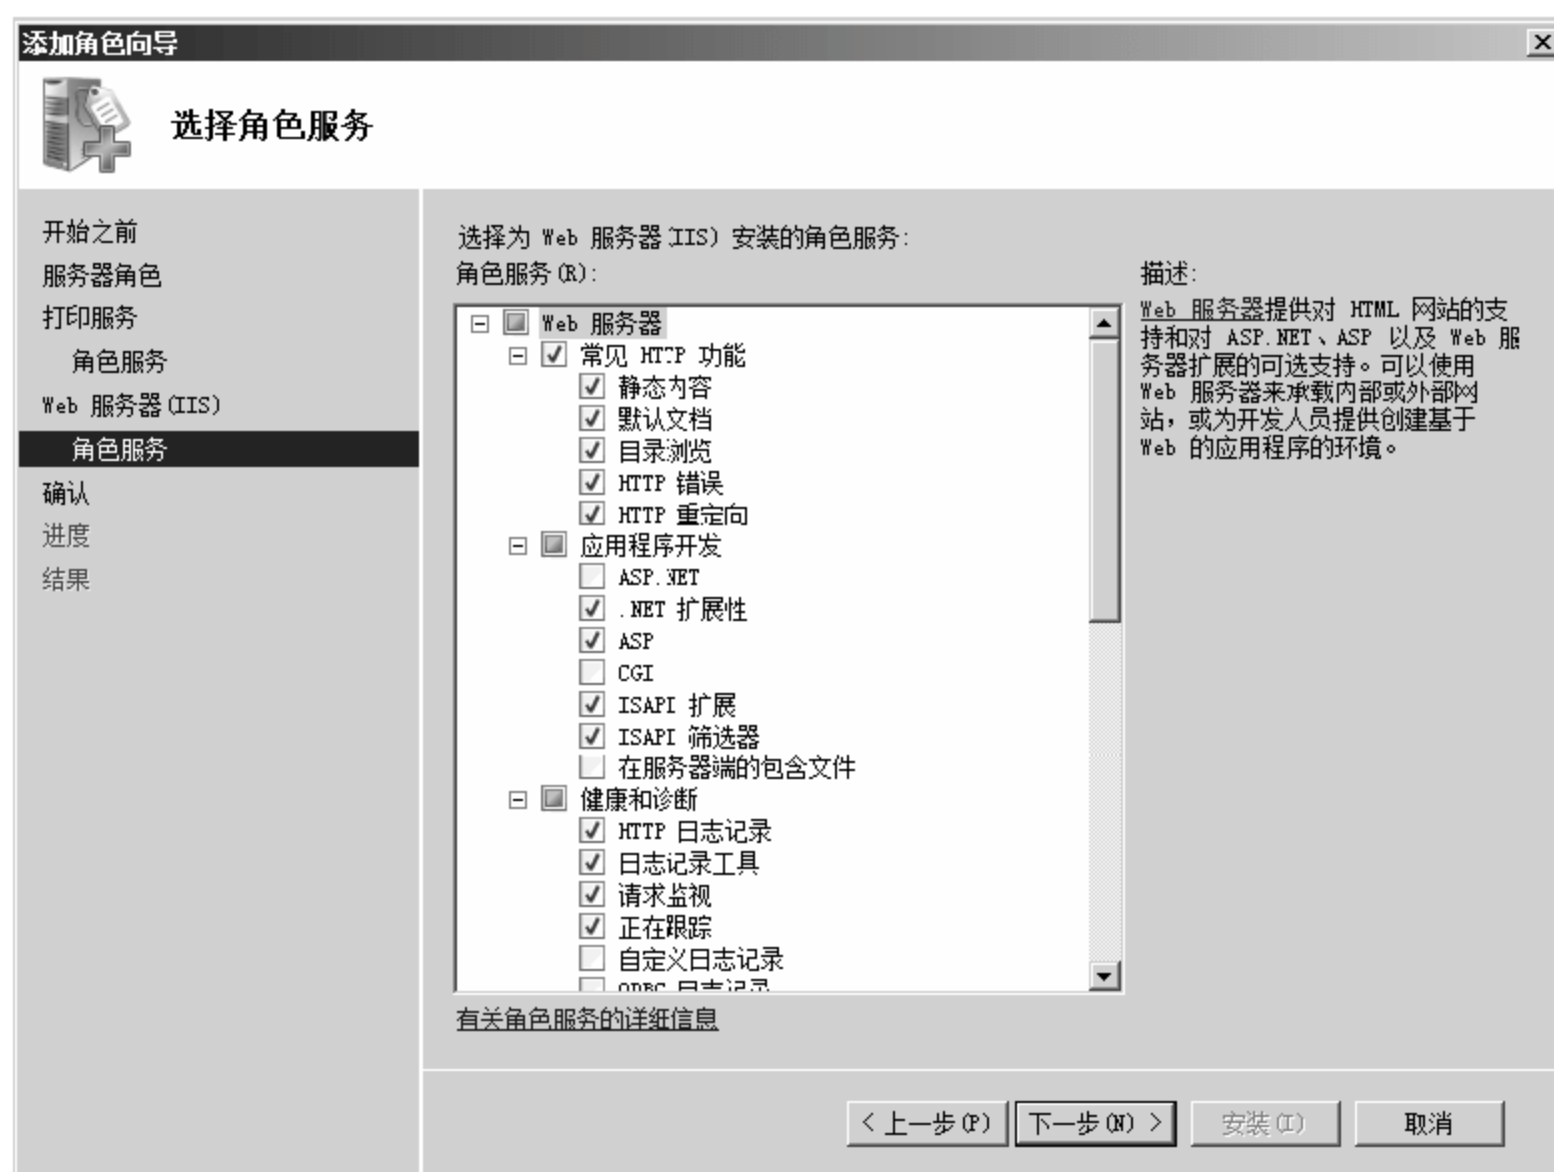 添加角色向导
选择角色服务
开始之前
服务器角色
打印服务
角色服务
Web 服务器(IIS)
角色服务
确认
进度
结果
选择为 Web 服务器(IIS) 安装的角色服务:
角色服务(R):
Web 服务器
常见 HTTP 功能
静态内容
默认文档
目录浏览
HTTP 错误
HTTP 重定向
应用程序开发
ASP.NET
.NET 扩展性
ASP
CGI
ISAPI 扩展
ISAPI 筛选器
在服务器端的包含文件
健康和诊断
HTTP 日志记录
日志记录工具
请求监视
正在跟踪
自定义日志记录
ODBC 日志记录
有关角色服务的详细信息
描述:
Web 服务器提供对 HTML 网站的支
持和对 ASP.NET、ASP 以及 Web 服
务器扩展的可选支持。可以使用
Web 服务器来承载内部或外部网
站，或为开发人员提供创建基于
Web 的应用程序的环境。
< 上一步(P)
下一步(N) >
安装(I)
取消